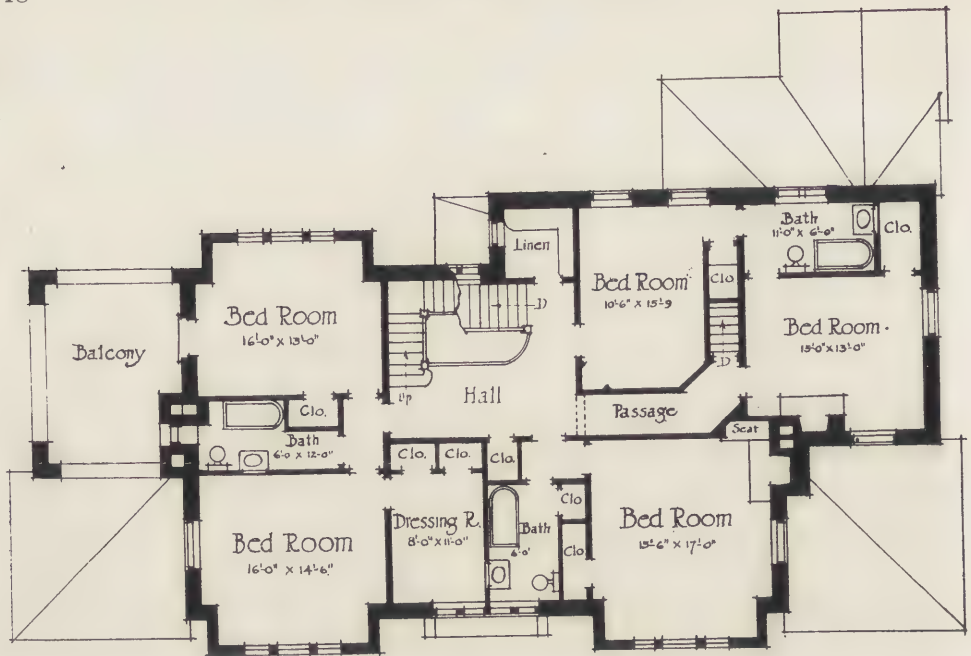 Bath
11'-0" x 6'-0"
Clo.
Linen
Bed Room
10'-6" x 15'-9
Clo
D
Bed Room
16'-0" x 13'-0"
Balcony
Bed Room
15'-0" x 13'-0"
D
Up
Hall
Passage
Seat
Clo.
Bath
6'-0 x 12'-0"
Clo.
Clo.
Clo.
Clo
Dressing R.
8'-0" x 11'-0"
Bath
6'-0"
Clo.
Bed Room
15'-6" x 17'-0"
Bed Room
16'-0" x 14'-6"